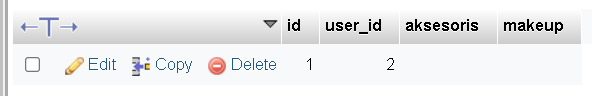 ←T→ id user_id aksesoris makeup
Edit Copy Delete 1 2